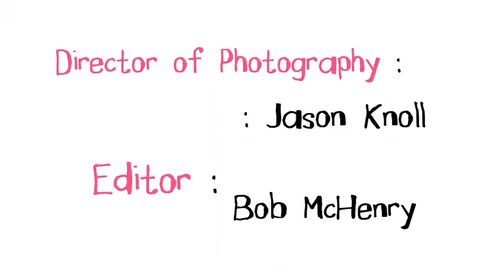 Director of Photography :
: Jason Knoll
Editor :
Bob McHenry